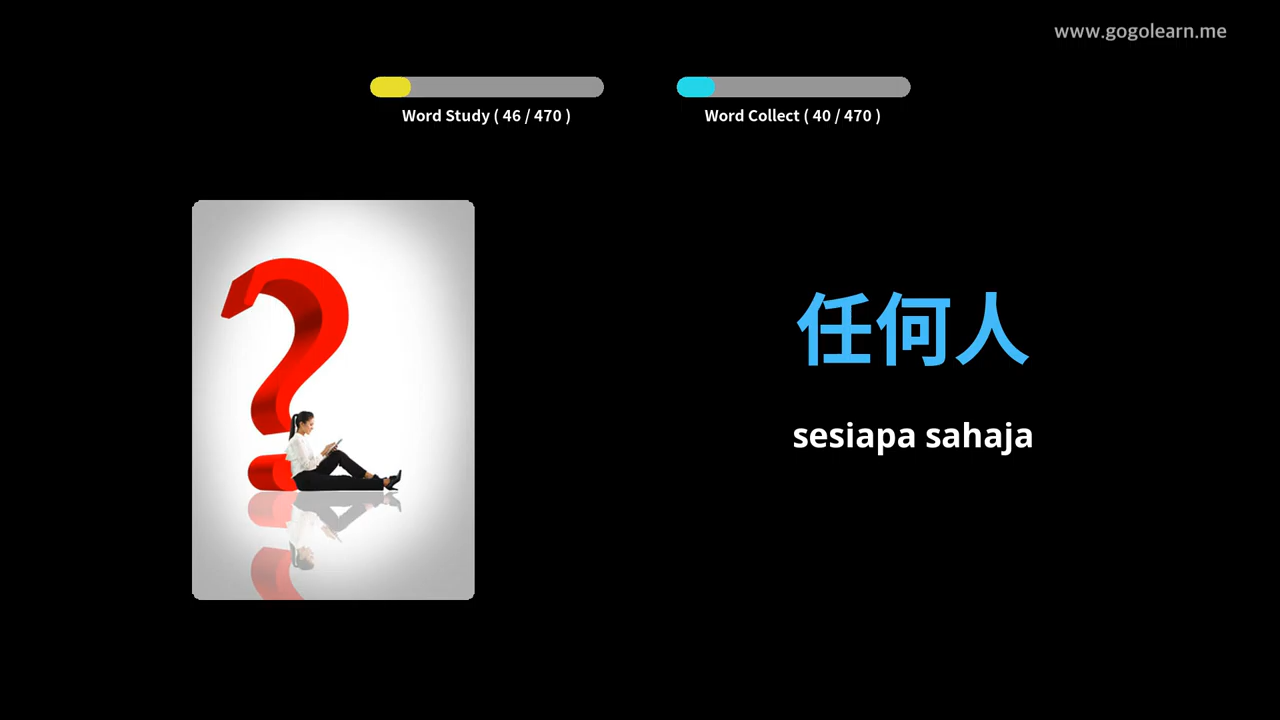 www.gogolearn.me
Word Study ( 46 / 470 )
Word Collect ( 40 / 470 )
任何人
sesiapa sahaja